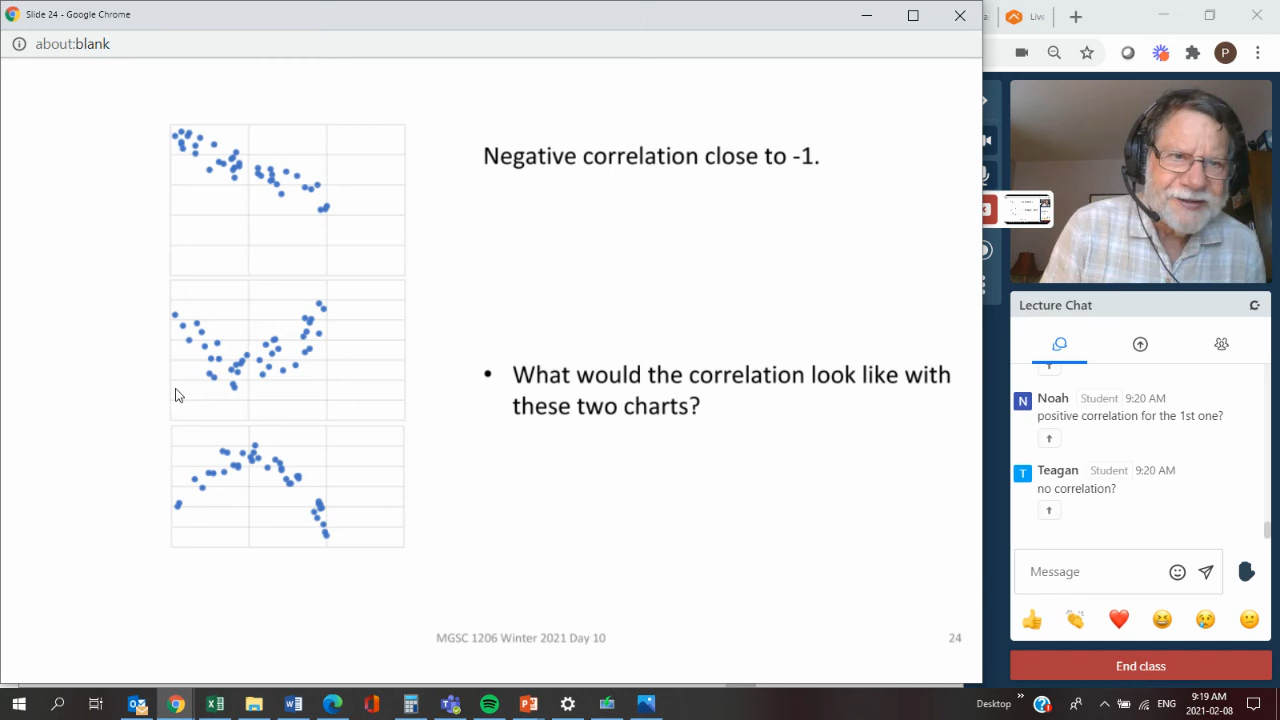 Slide 24 - Google Chrome
Live
about:blank
P
Negative correlation close to -1.
• What would the correlation look like with
these two charts?
MGSC 1206 Winter 2021 Day 10
24
Lecture Chat
N
Noah Student 9:20 AM
positive correlation for the 1st one?
T
Teagan Student 9:20 AM
no correlation?
Message
End class
Desktop
ENG
9:19 AM
2021-02-08